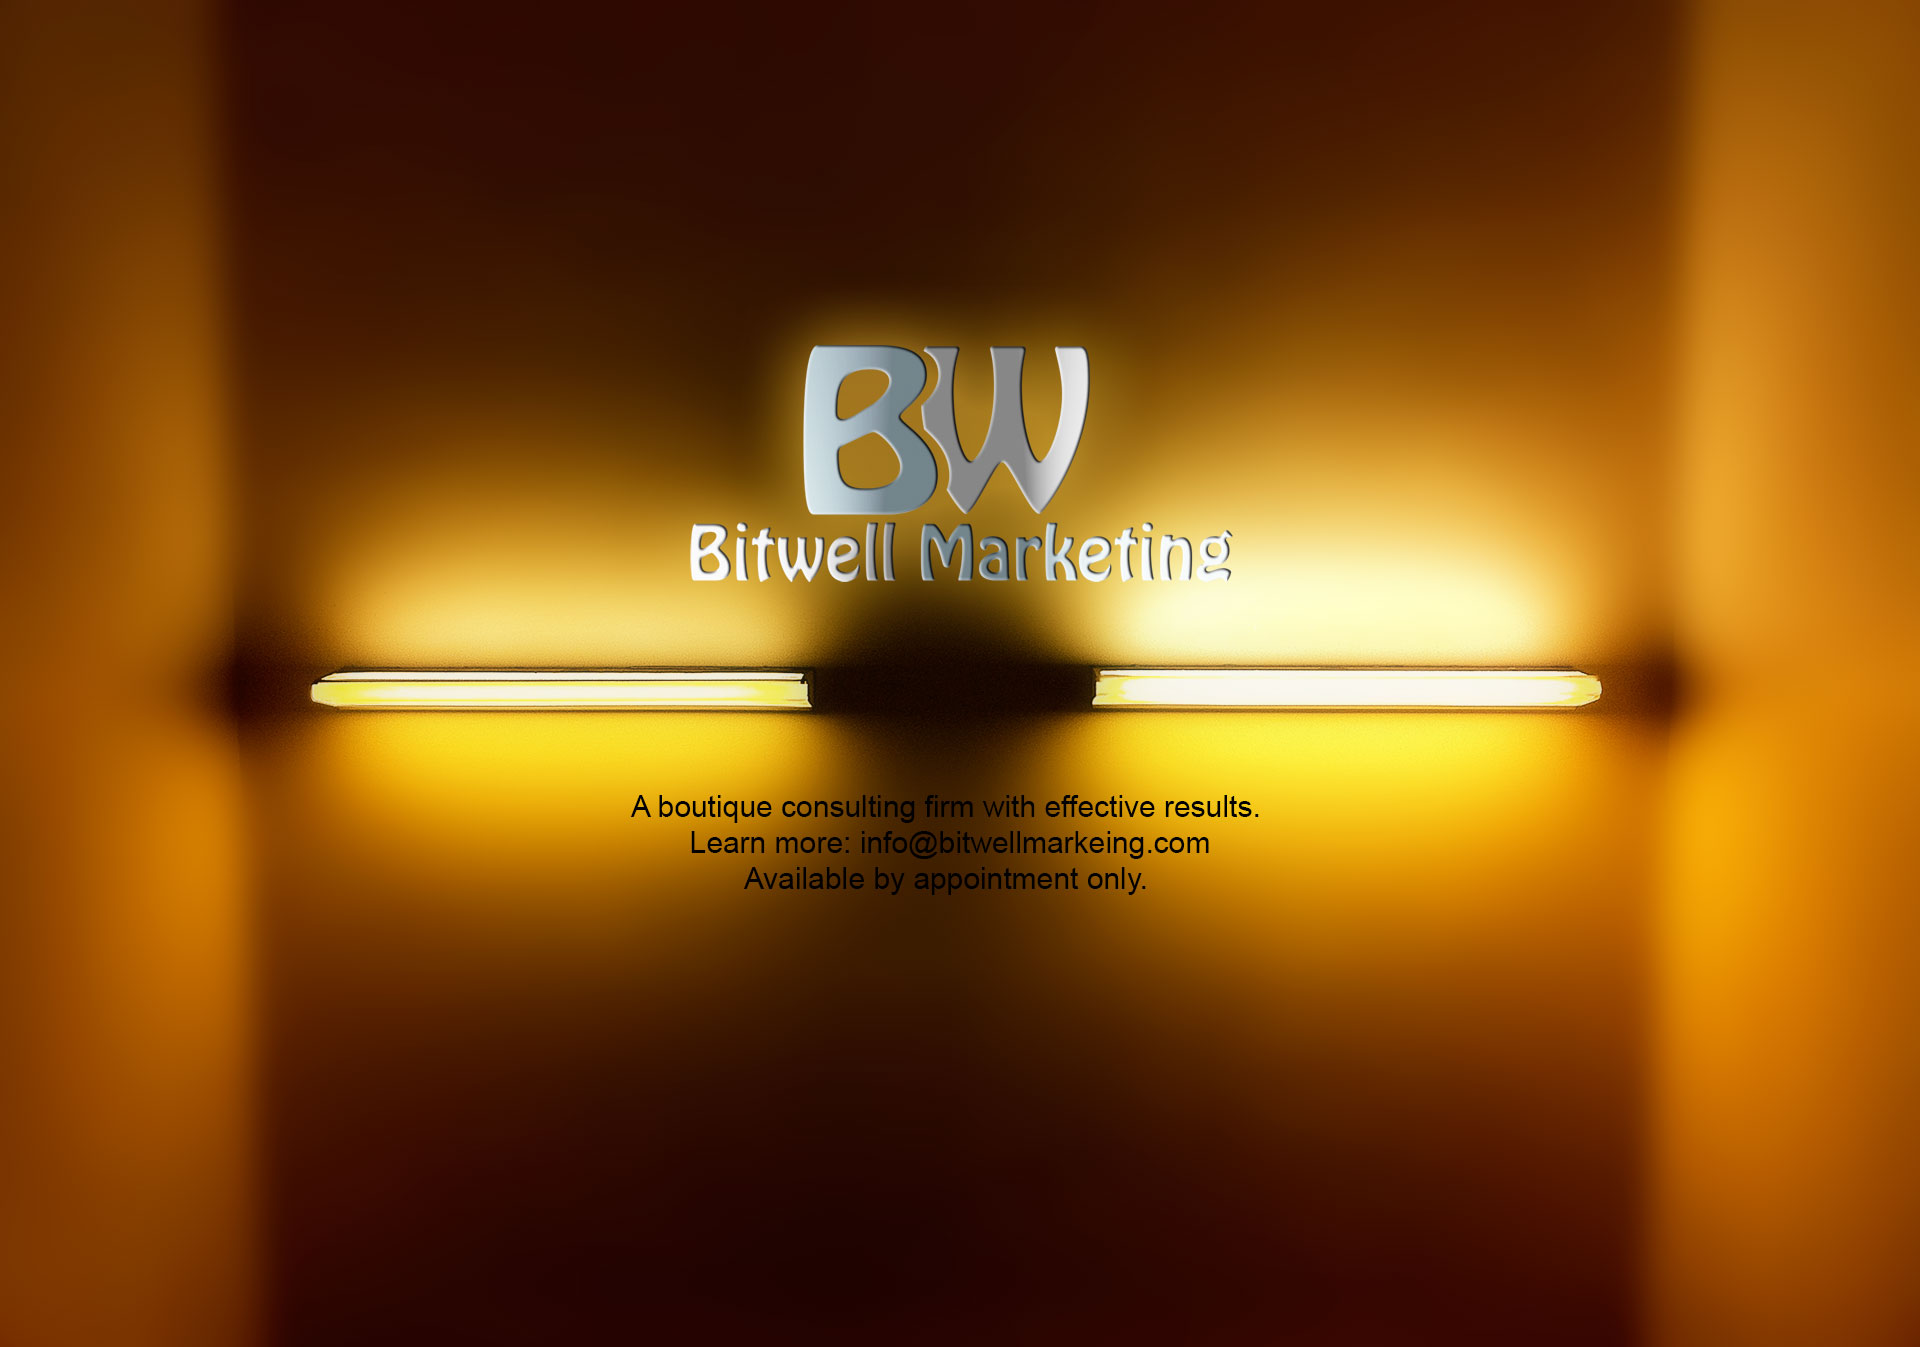 BW
Bitwell Marketing
A boutique consulting firm with effective results.
Learn more: info@bitwellmarkeing.com
Available by appointment only.